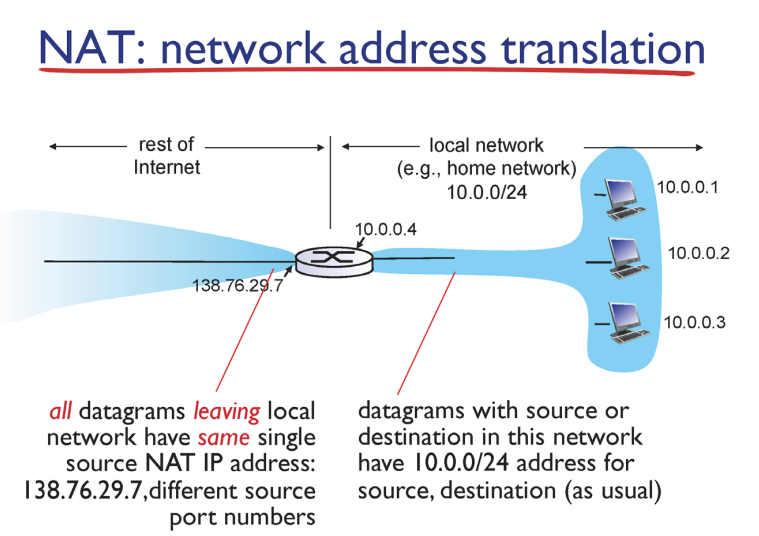 NAT: network address translation
rest of
Internet
local network
(e.g., home network)
10.0.0/24
10.0.0.1
10.0.0.4
10.0.0.2
138.76.29.7
10.0.0.3
all datagrams leaving local
network have same single
source NAT IP address:
138.76.29.7,different source
port numbers
datagrams with source or
destination in this network
have 10.0.0/24 address for
source, destination (as usual)